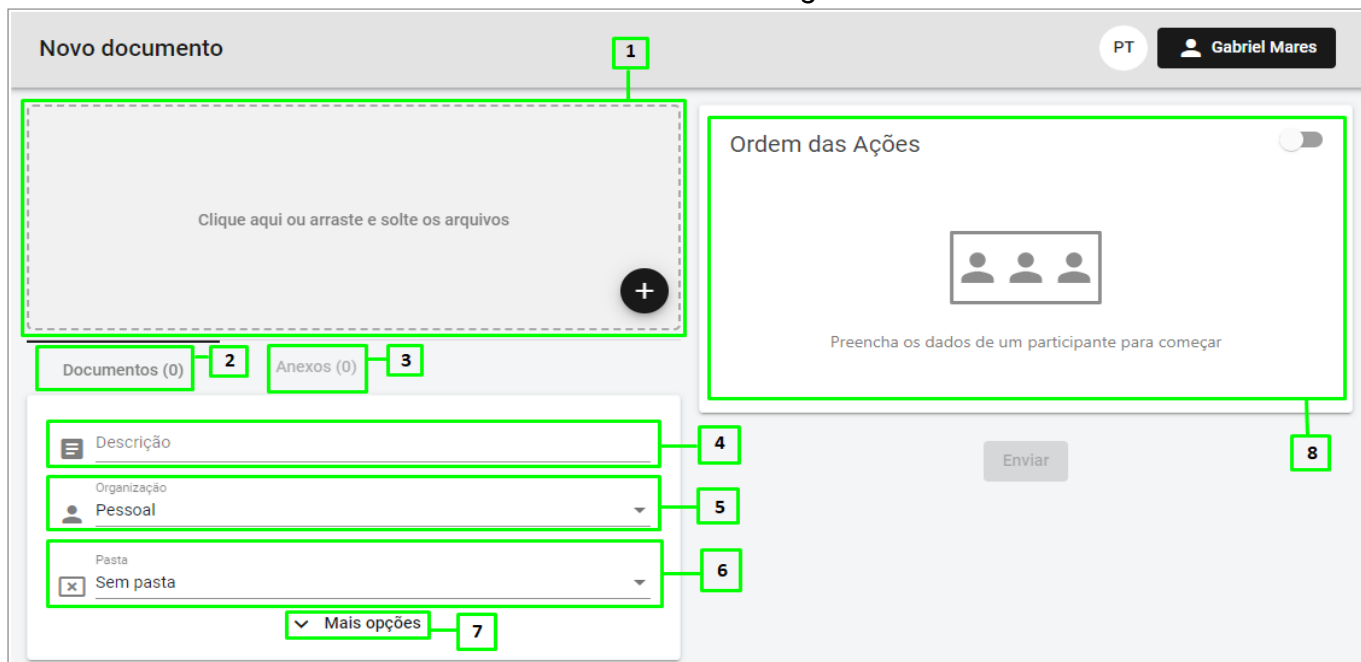 Novo documento
1
PT
Gabriel Mares
Clique aqui ou arraste e solte os arquivos
+
Documentos (0)
2
Anexos (0)
3
Descrição
4
Organização
Pessoal
5
Pasta
Sem pasta
6
Mais opções
7
Ordem das Ações
Preencha os dados de um participante para começar
8
Enviar